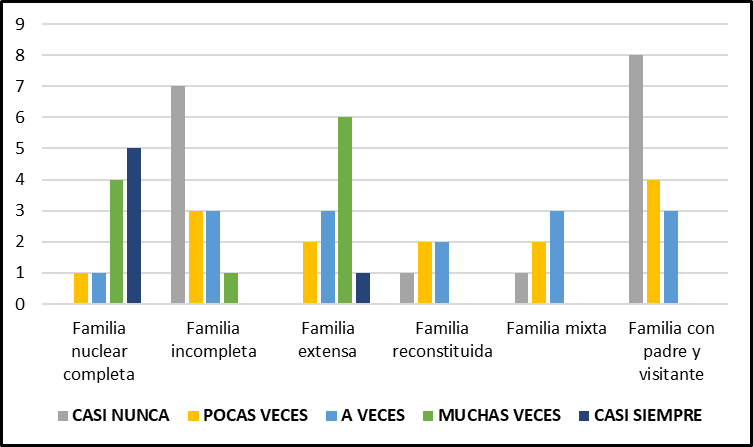 9
8
7
6
5
4
3
2
1
0
Familia nuclear completa
Familia incompleta
Familia extensa
Familia reconstituida
Familia mixta
Familia con padre y visitante
CASI NUNCA POCAS VECES A VECES MUCHAS VECES CASI SIEMPRE